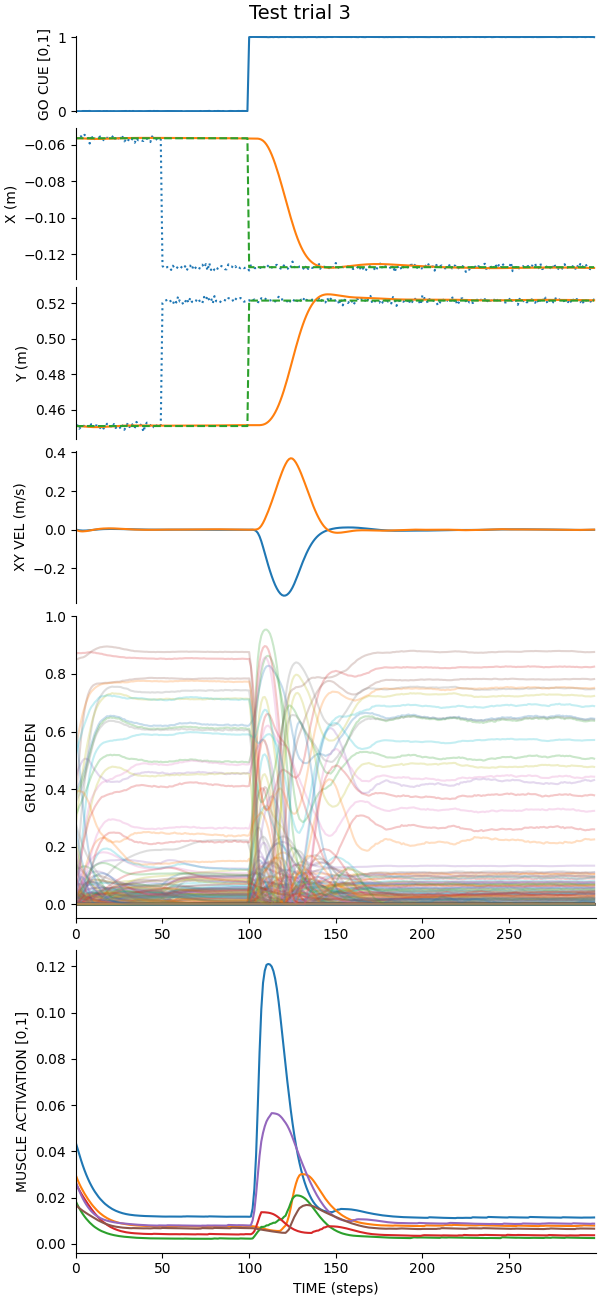 Test trial 3
GO CUE [0,1]
1
0
X (m)
−0.06
−0.08
−0.10
−0.12
Y (m)
0.52
0.50
0.48
0.46
XY VEL (m/s)
0.4
0.2
0.0
−0.2
GRU HIDDEN
1.0
0.8
0.6
0.4
0.2
0.0
0 50 100 150 200 250
MUSCLE ACTIVATION [0,1]
0.12
0.10
0.08
0.06
0.04
0.02
0.00
0 50 100 150 200 250
TIME (steps)